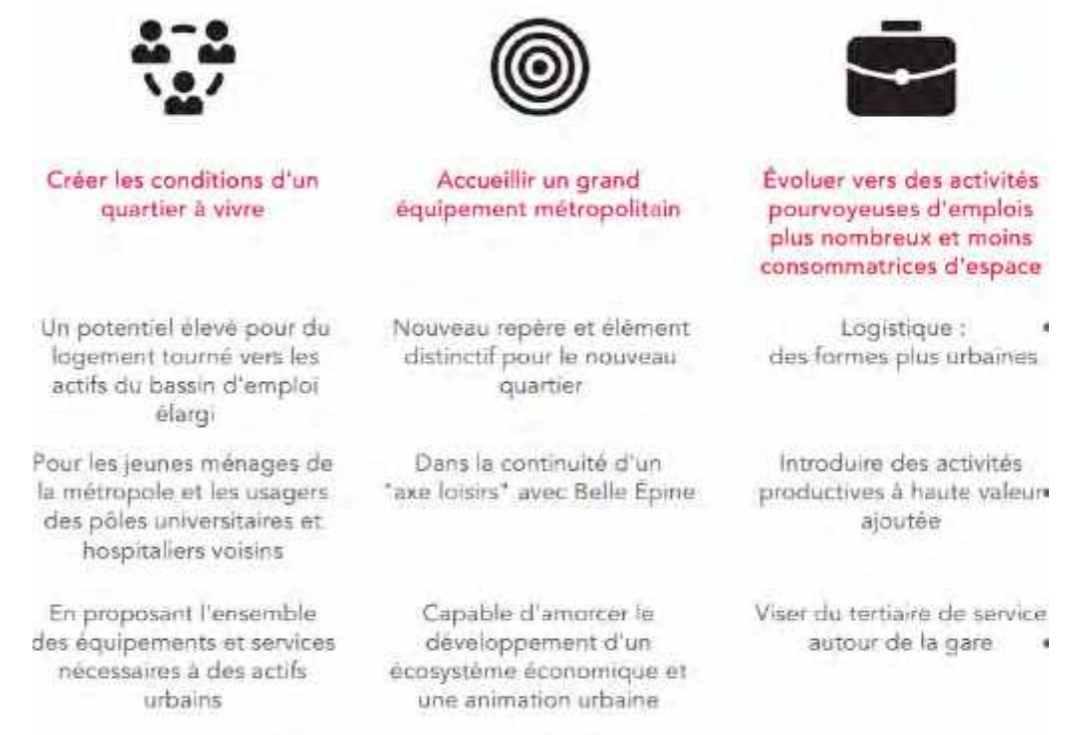 Créer les conditions d'un
quartier à vivre
Un potentiel élevé pour du
logement tourné vers les
actifs du bassin d'emploi
élargi
Pour les jeunes ménages de
la métropole et les usagers
des pôles universitaires et
hospitaliers voisins
En proposant l'ensemble
des équipements et services
nécessaires à des actifs
urbains
Accueillir un grand
équipement métropolitain
Nouveau repère et élément
distinctif pour le nouveau
quartier
Dans la continuité d'un
"axe loisirs" avec Belle Épine
Capable d'amorcer le
développement d'un
écosystème économique et
une animation urbaine
Évoluer vers des activités
pourvoyeuses d'emplois
plus nombreux et moins
consommatrices d'espace
Logistique :
des formes plus urbaines
Introduire des activités
productives à haute valeur
ajoutée
Viser du tertiaire de service
autour de la gare